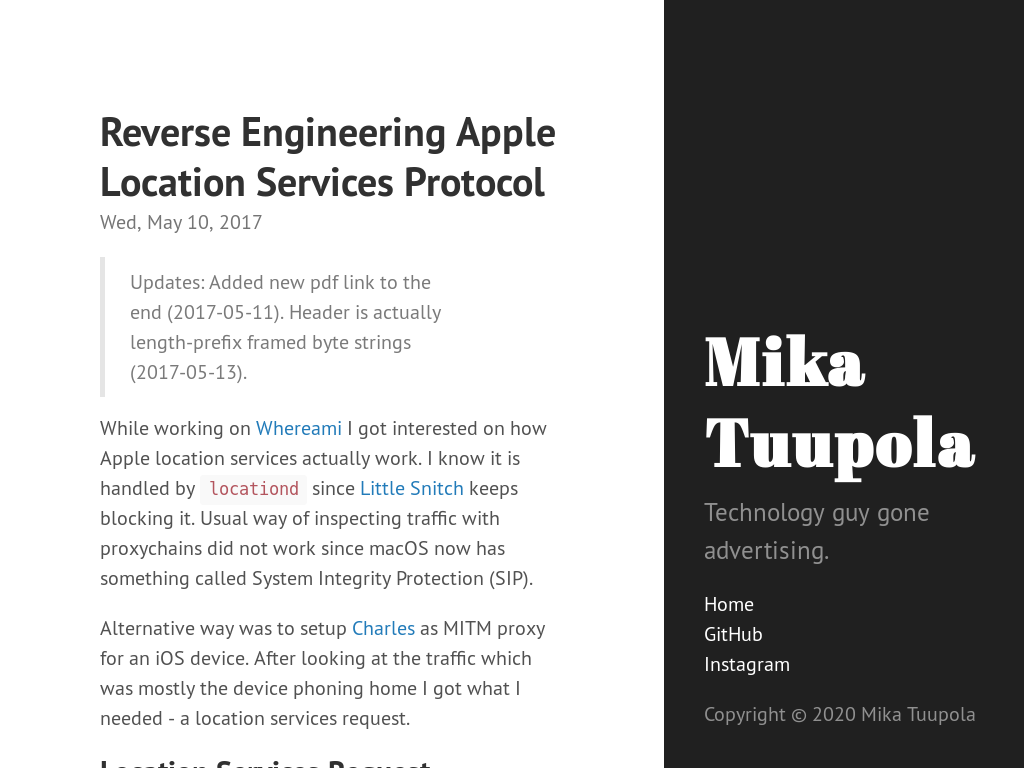 Reverse Engineering Apple
Location Services Protocol
Wed, May 10, 2017
Updates: Added new pdf link to the
end (2017-05-11). Header is actually
length-prefix framed byte strings
(2017-05-13).
While working on Whereami I got interested on how
Apple location services actually work. I know it is
handled by locationd since Little Snitch keeps
blocking it. Usual way of inspecting traffic with
proxychains did not work since macOS now has
something called System Integrity Protection (SIP).
Alternative way was to setup Charles as MITM proxy
for an iOS device. After looking at the traffic which
was mostly the device phoning home I got what I
needed - a location services request.
Location Services Request
Mika
Tuupola
Technology guy gone
advertising.
Home
GitHub
Instagram
Copyright © 2020 Mika Tuupola